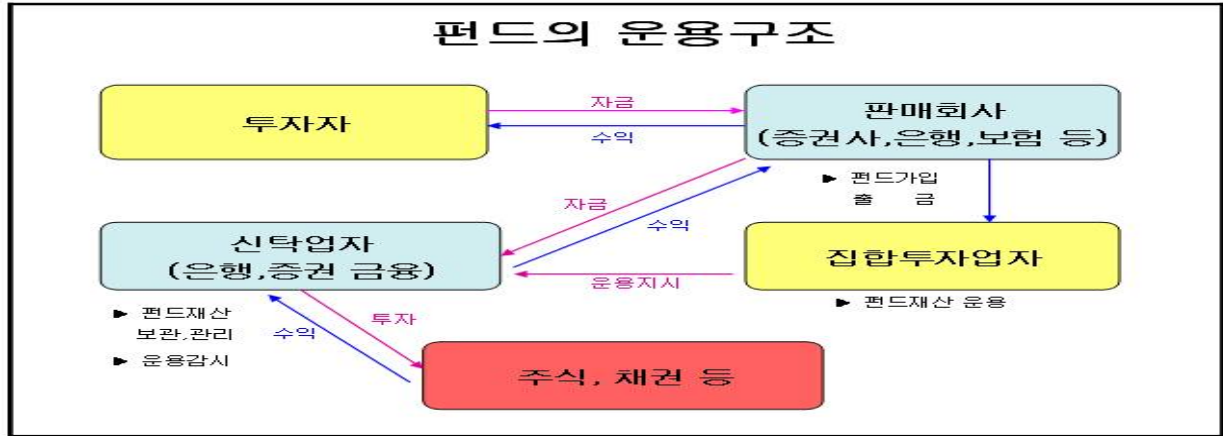 펀드의 운용구조
투자자
자금
수익
판매회사
(증권사,은행,보험 등)
▶ 펀드가입
출 금
자금
수익
신탁업자
(은행,증권 금융)
운용지시
집합투자업자
▶ 펀드재산 운용
▶ 펀드재산
보관,관리
▶ 운용감시
수익
투자
주식, 채권 등